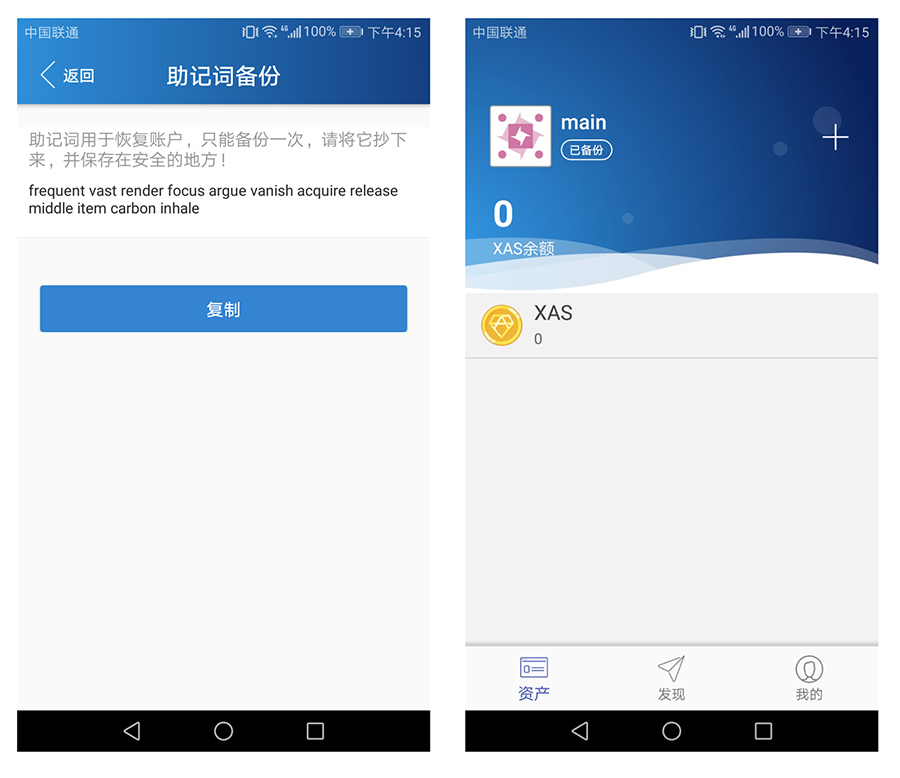 中国联通
4G
100%
下午4:15
返回
助记词备份
助记词用于恢复账户，只能备份一次，请将它抄下
来，并保存在安全的地方！
frequent vast render focus argue vanish acquire release
middle item carbon inhale
复制
中国联通
4G
100%
下午4:15
main
已备份
0
XAS余额
XAS
0
资产
发现
我的